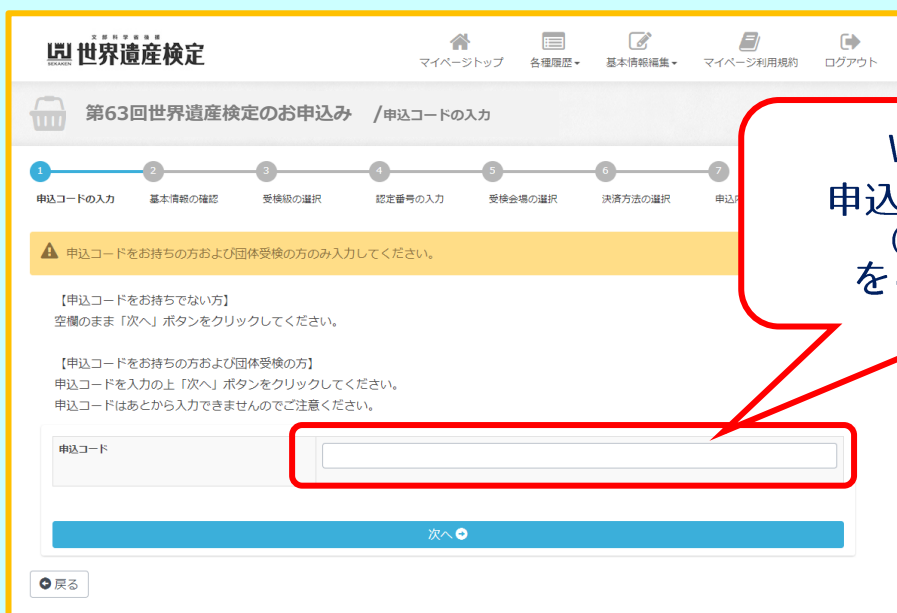 文部科学省後援
世界遺産検定
SEKAKEN
マイページトップ
各種履歴
基本情報編集
マイページ利用規約
ログアウト
第63回世界遺産検定のお申込み /申込コードの入力
1 2 3 4 5 6 7
申込コードの入力 基本情報の確認 受検級の選択 認定番号の入力 受検会場の選択 決済方法の選択 申込
申込
を
申込コードをお持ちの方および団体受検の方のみ入力してください。
【申込コードをお持ちでない方】
空欄のまま「次へ」ボタンをクリックしてください。
【申込コードをお持ちの方および団体受検の方】
申込コードを入力の上「次へ」ボタンをクリックしてください。
申込コードはあとから入力できませんのでご注意ください。
申込コード
次へ
戻る